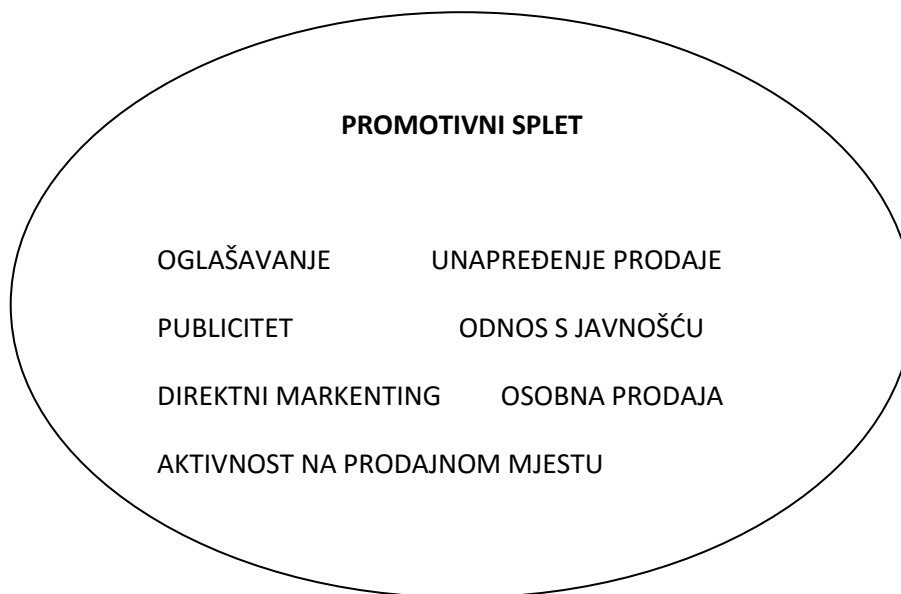 PROMOTIVNI SPLET
OGLAŠAVANJE UNAPREĐENJE PRODAJE
PUBLICITET ODNOS S JAVNOŠĆU
DIREKTNI MARKENTING OSOBNA PRODAJA
AKTIVNOST NA PRODAJNOM MJESTU